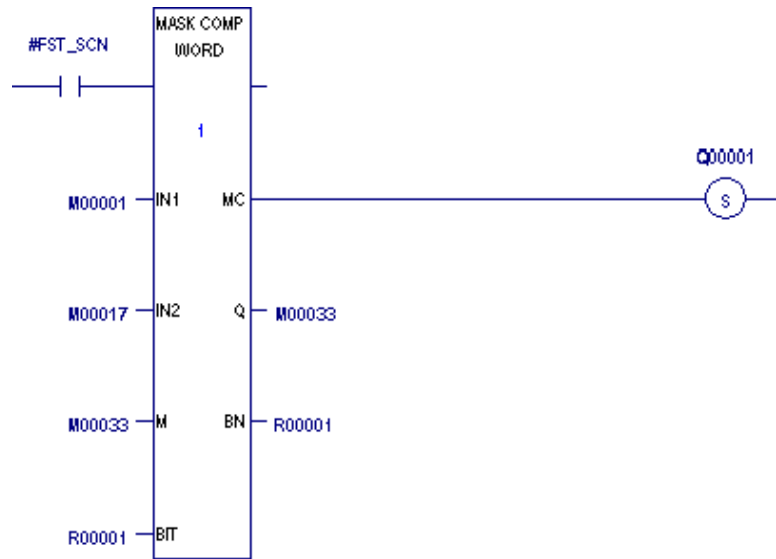 MASK COMP
WORD
#FST_SCN
1
Q00001
M00001 IN1 MC S
M00017 IN2 Q M00033
M00033 M BN R00001
R00001 BIT